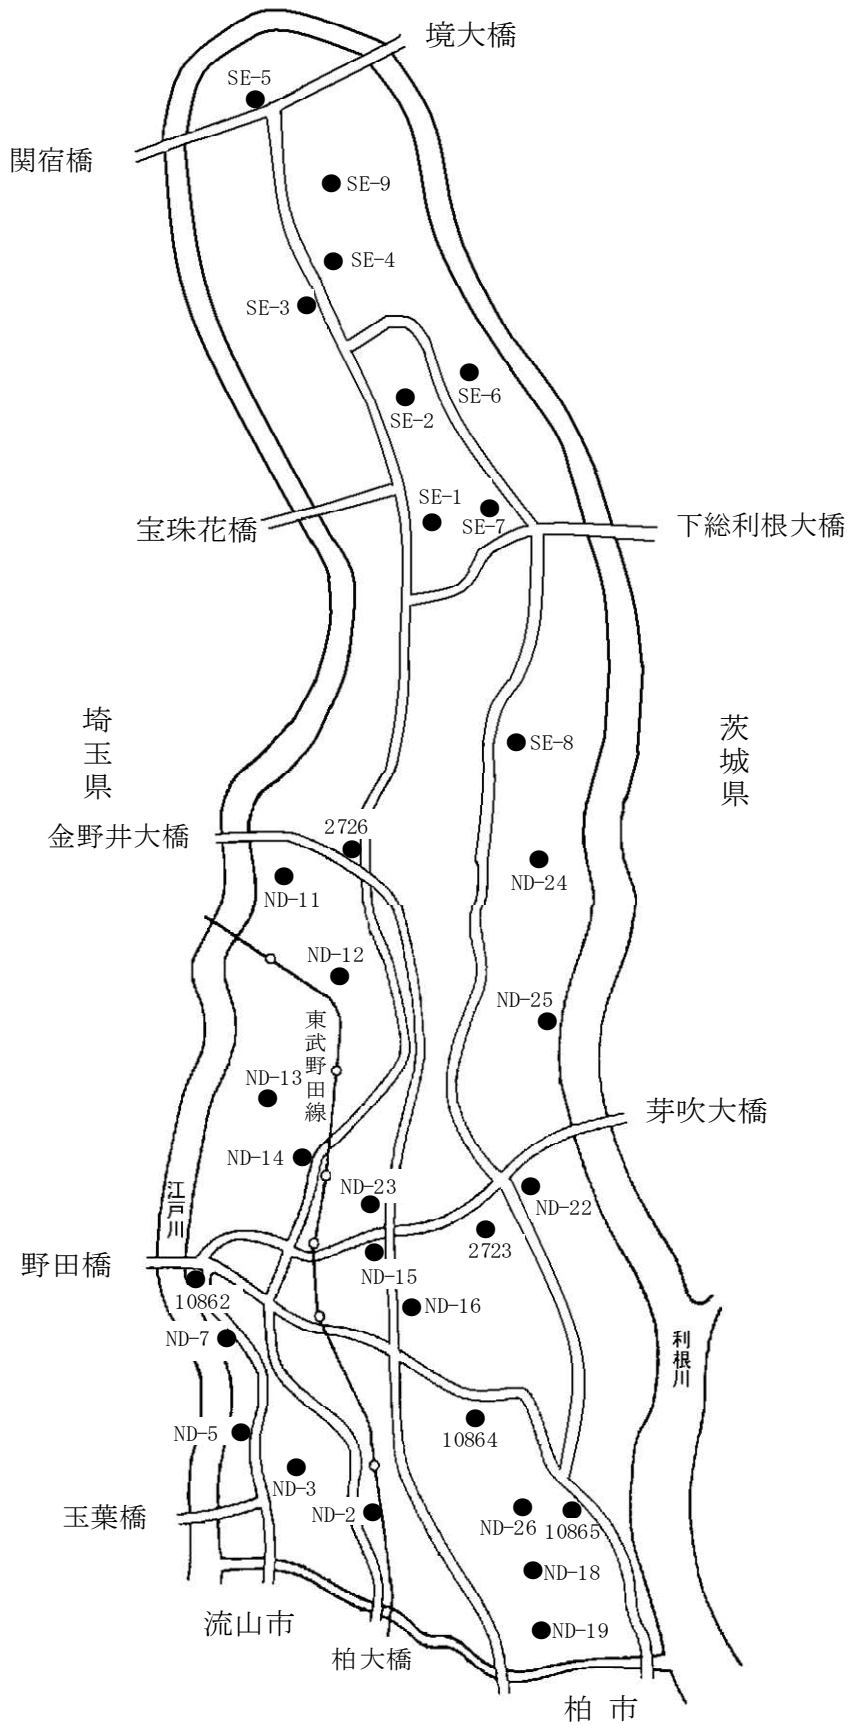 境大橋
SE-5
関宿橋
SE-9
SE-4
SE-3
SE-6
SE-2
SE-1
SE-7
宝珠花橋
下総利根大橋
埼玉県
茨城県
SE-8
2726
金野井大橋
ND-24
ND-11
ND-12
ND-25
東武野田線
ND-13
芽吹大橋
ND-14
江戸川
ND-23
ND-22
2723
野田橋
ND-15
10862
ND-16
ND-7
利根川
ND-5
10864
ND-3
ND-2
玉葉橋
ND-26
10865
ND-18
流山市
ND-19
柏大橋
柏市